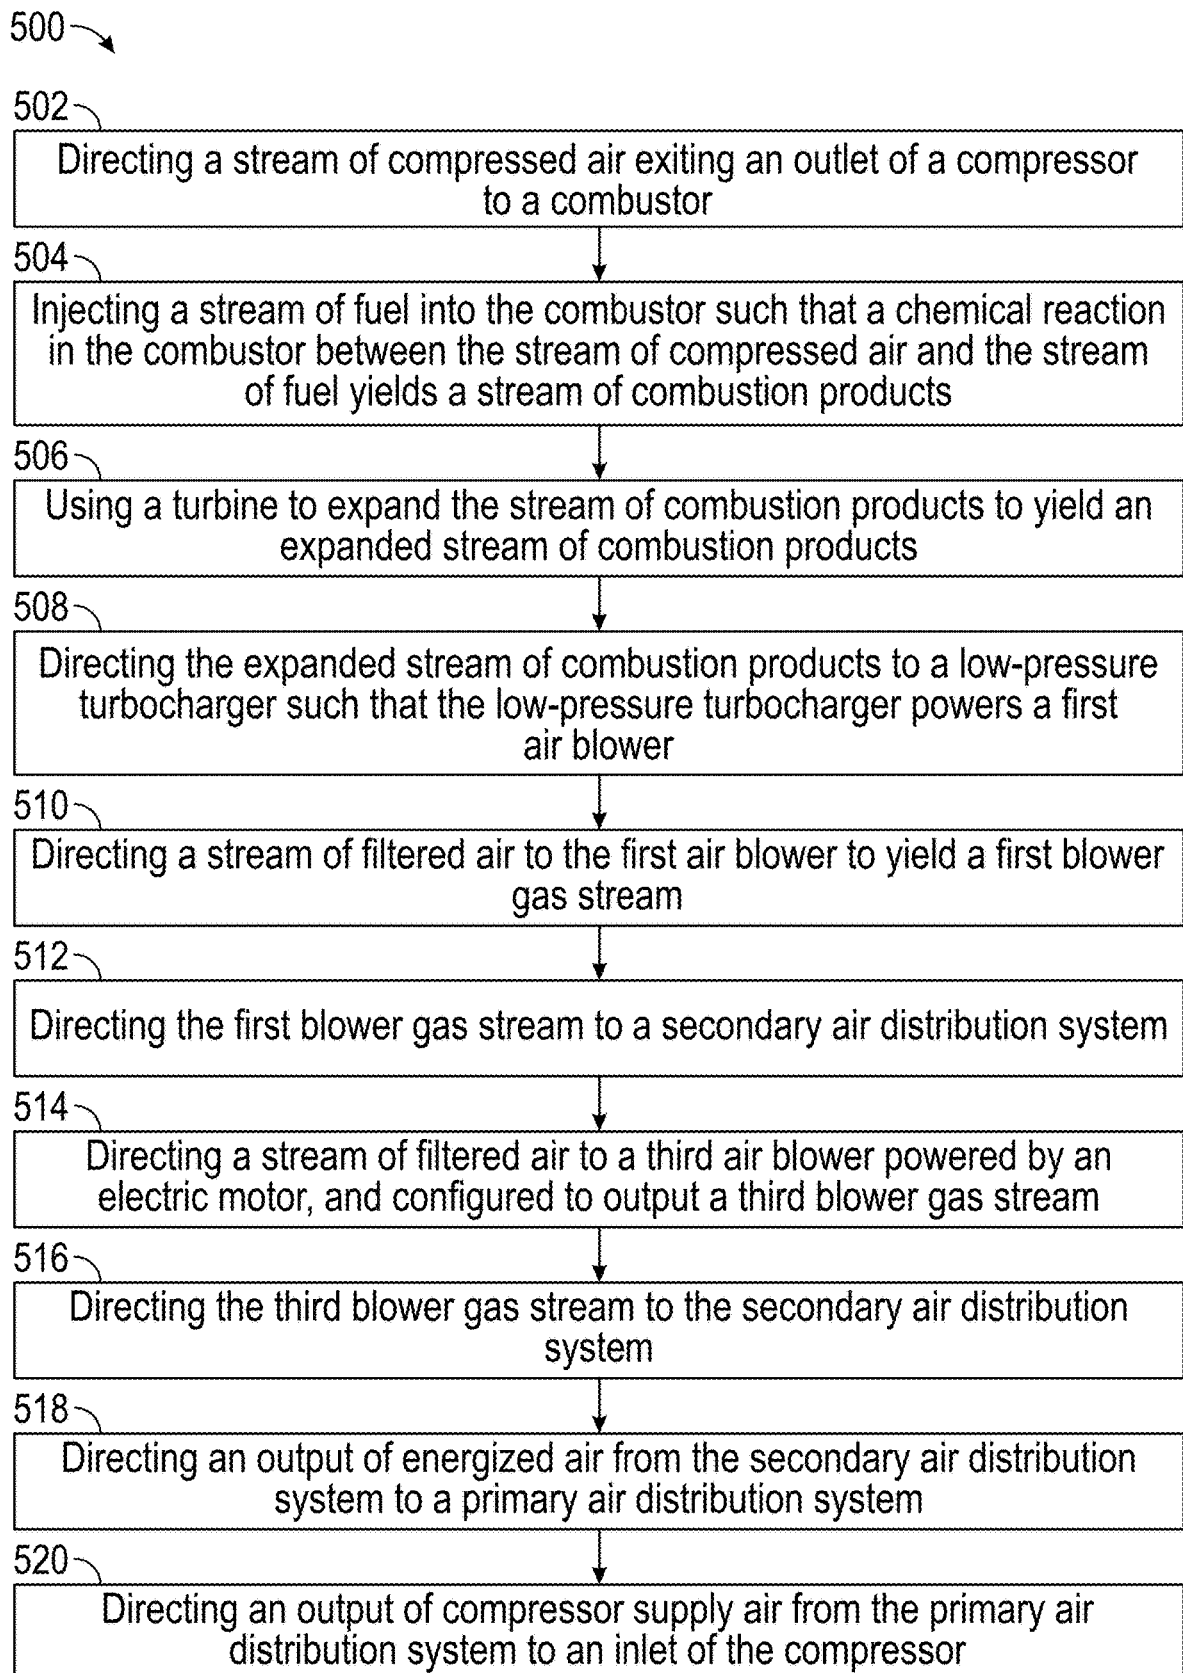 500
502
Directing a stream of compressed air exiting an outlet of a compressor
to a combustor
504
Injecting a stream of fuel into the combustor such that a chemical reaction
in the combustor between the stream of compressed air and the stream
of fuel yields a stream of combustion products
506
Using a turbine to expand the stream of combustion products to yield an
expanded stream of combustion products
508
Directing the expanded stream of combustion products to a low-pressure
turbocharger such that the low-pressure turbocharger powers a first
air blower
510
Directing a stream of filtered air to the first air blower to yield a first blower
gas stream
512
Directing the first blower gas stream to a secondary air distribution system
514
Directing a stream of filtered air to a third air blower powered by an
electric motor, and configured to output a third blower gas stream
516
Directing the third blower gas stream to the secondary air distribution
system
518
Directing an output of energized air from the secondary air distribution
system to a primary air distribution system
520
Directing an output of compressor supply air from the primary air
distribution system to an inlet of the compressor